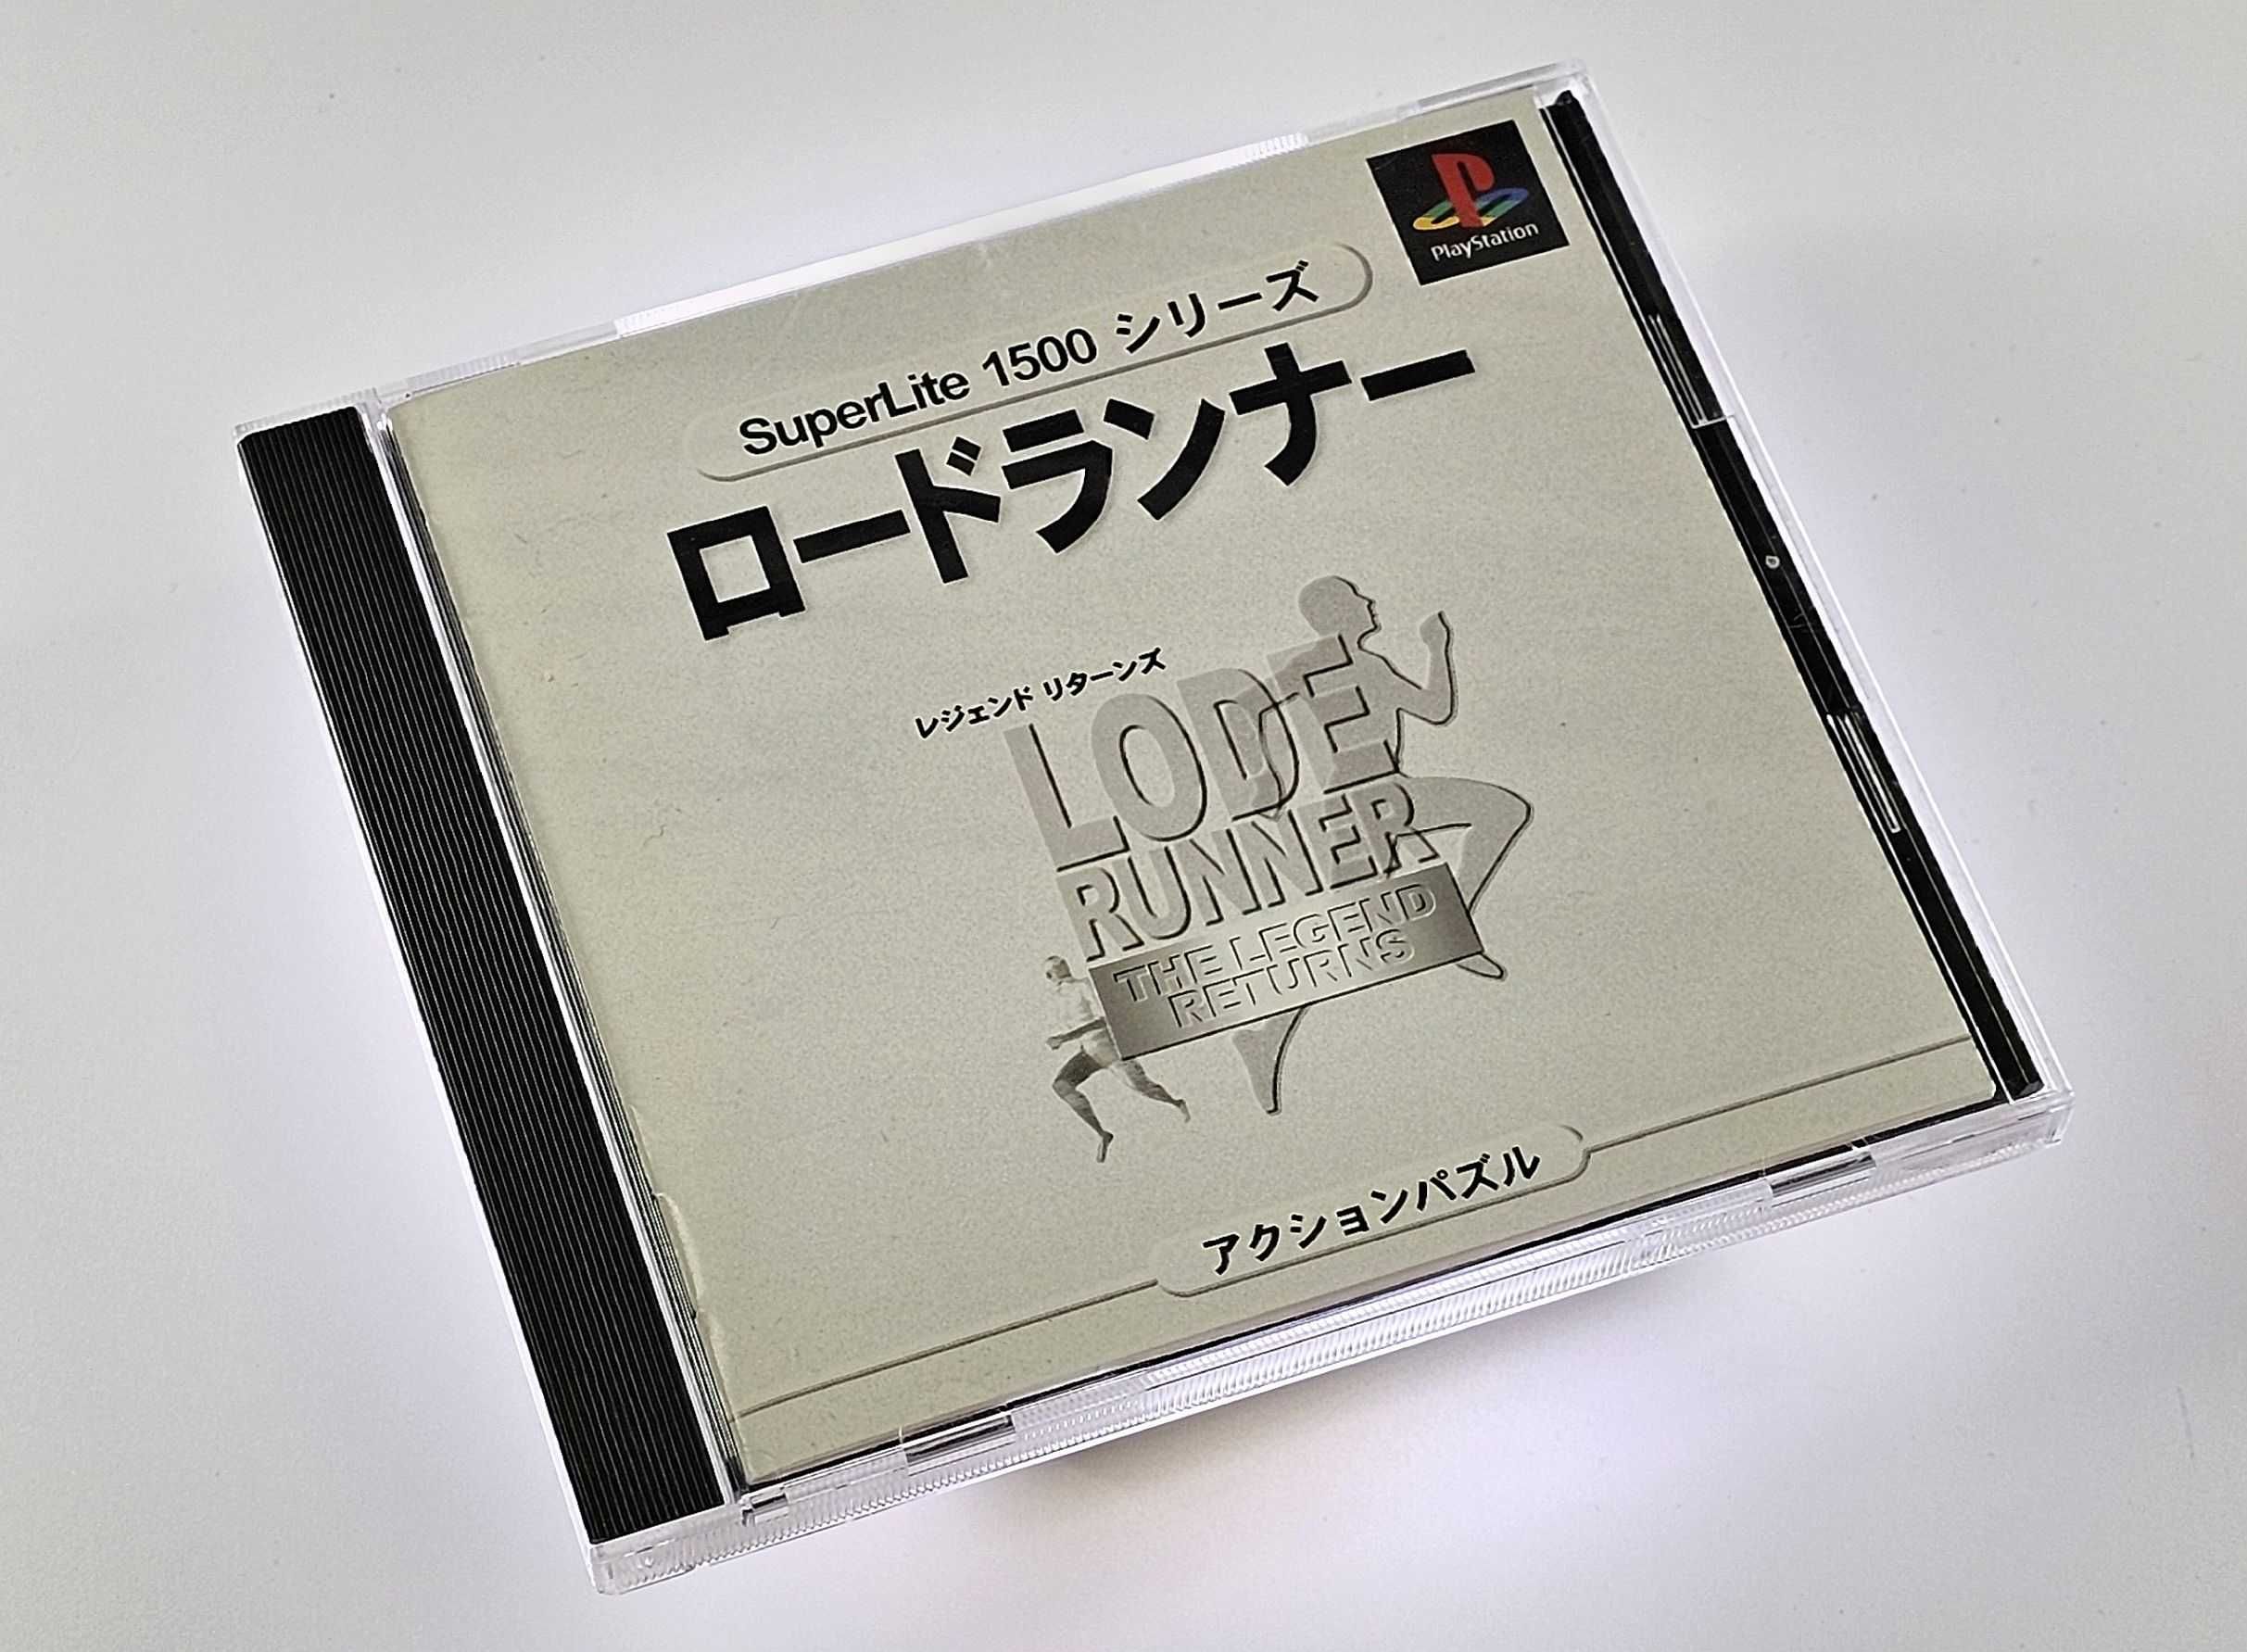 PlayStation
SuperLite 1500 シリーズ
ロードランナー
レジェンド リターンズ
LODE
RUNNER
THE LEGEND
RETURNS
アクションパズル